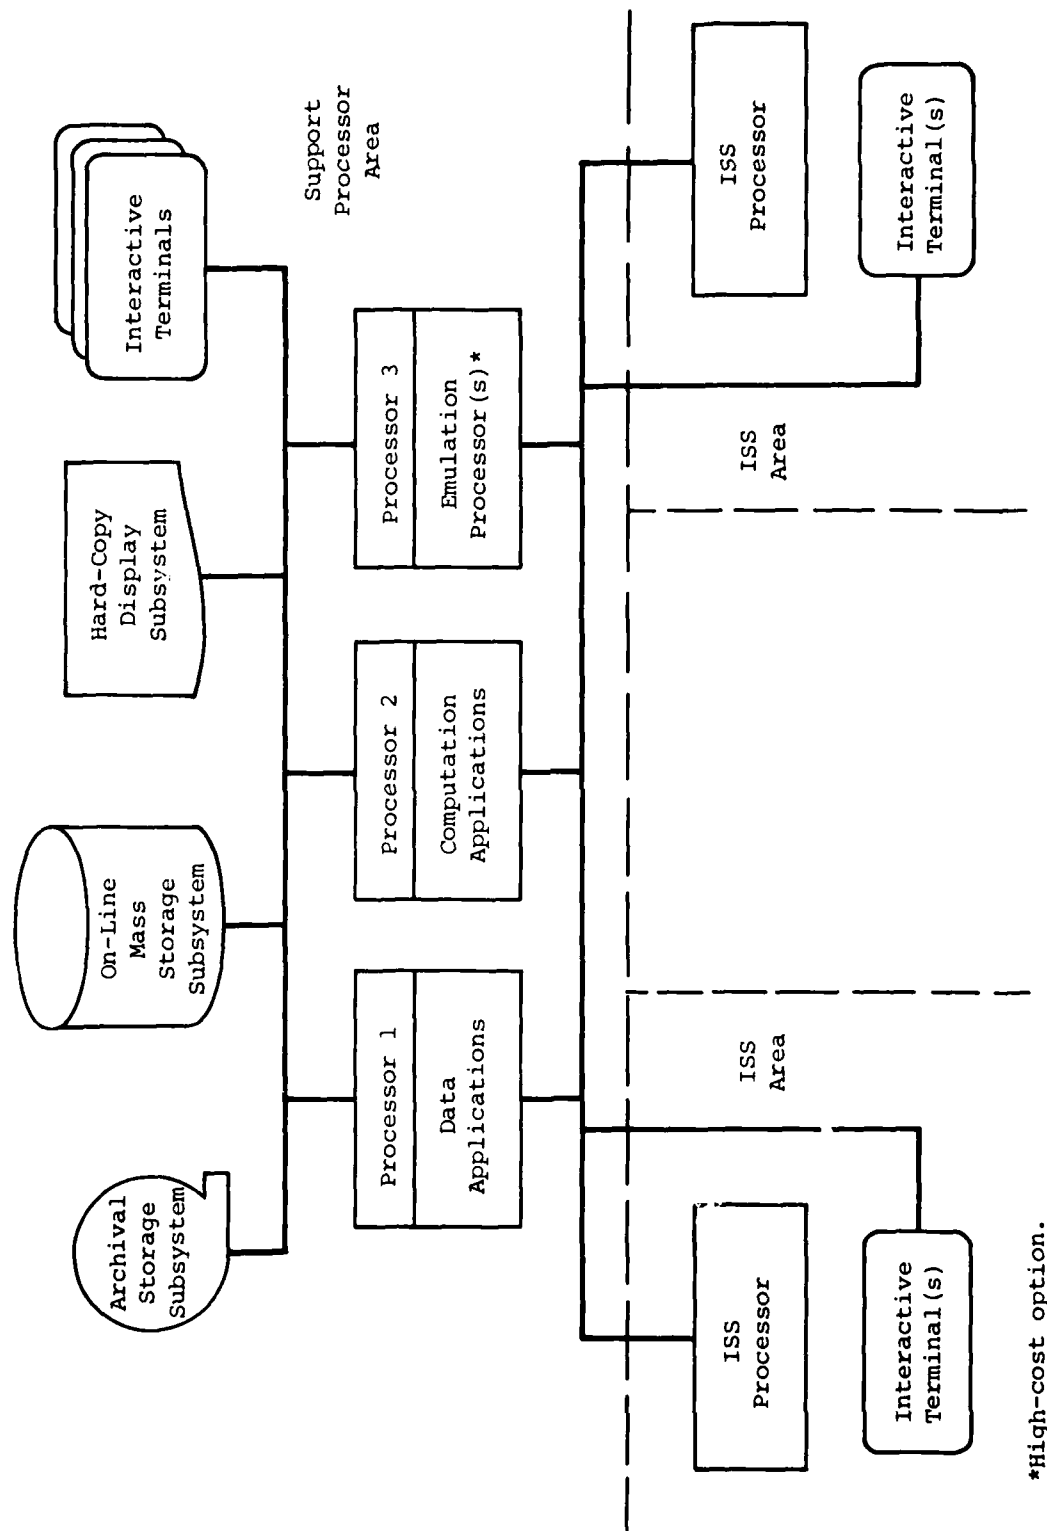 Archival
Storage
Subsystem
On-Line
Mass
Storage
Subsystem
Hard-Copy
Display
Subsystem
Interactive
Terminals
Support
Processor
Area
Processor 1
Data
Applications
Processor 2
Computation
Applications
Processor 3
Emulation
Processor(s)*
ISS
Processor
ISS
Area
ISS
Area
ISS
Processor
Interactive
Terminal(s)
Interactive
Terminal(s)
*High-cost option.